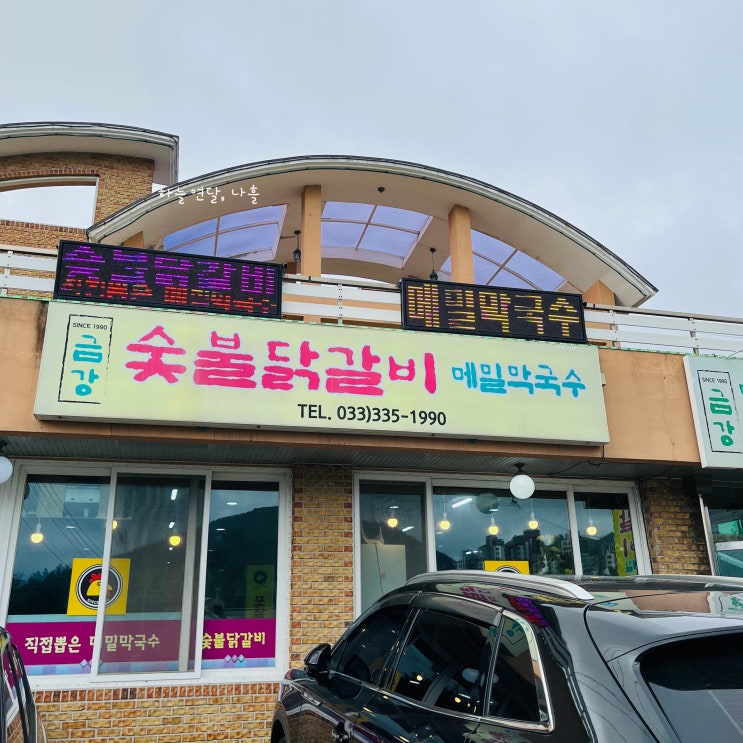 하늘연달, 나흘
숯불닭갈비
메밀막국수
SINCE 1990
금강
숯불닭갈비 메밀막국수
TEL. 033)335-1990
SINCE 1990
금강
직접뽑은 메밀막국수
숯불닭갈비